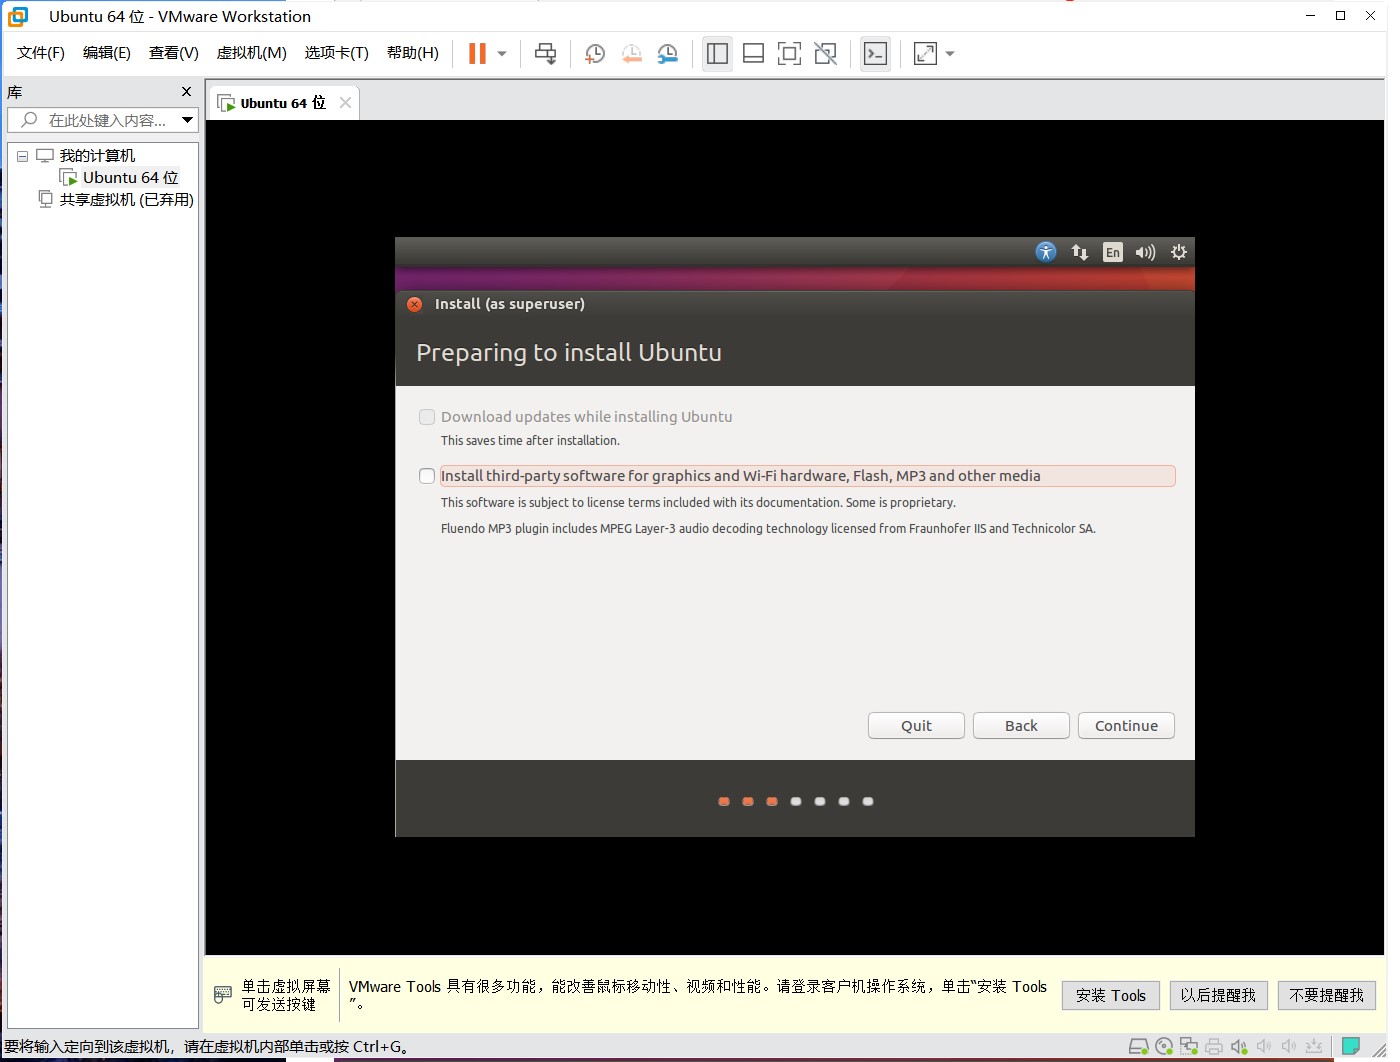 Ubuntu 64 位 - VMware Workstation
文件(F) 编辑(E) 查看(V) 虚拟机(M) 选项卡(T) 帮助(H)
库
在此处键入内容...
我的计算机
Ubuntu 64 位
共享虚拟机 (已弃用)
Ubuntu 64 位
En
Install (as superuser)
Preparing to install Ubuntu
Download updates while installing Ubuntu
This saves time after installation.
Install third-party software for graphics and Wi-Fi hardware, Flash, MP3 and other media
This software is subject to license terms included with its documentation. Some is proprietary.
Fluendo MP3 plugin includes MPEG Layer-3 audio decoding technology licensed from Fraunhofer IIS and Technicolor SA.
Quit Back Continue
单击虚拟屏幕
可发送按键
VMware Tools 具有很多功能，能改善鼠标移动性、视频和性能。请登录客户机操作系统，单击“安装 Tools
”。
安装 Tools 以后提醒我 不要提醒我
要将输入定向到该虚拟机，请在虚拟机内部单击或按 Ctrl+G。